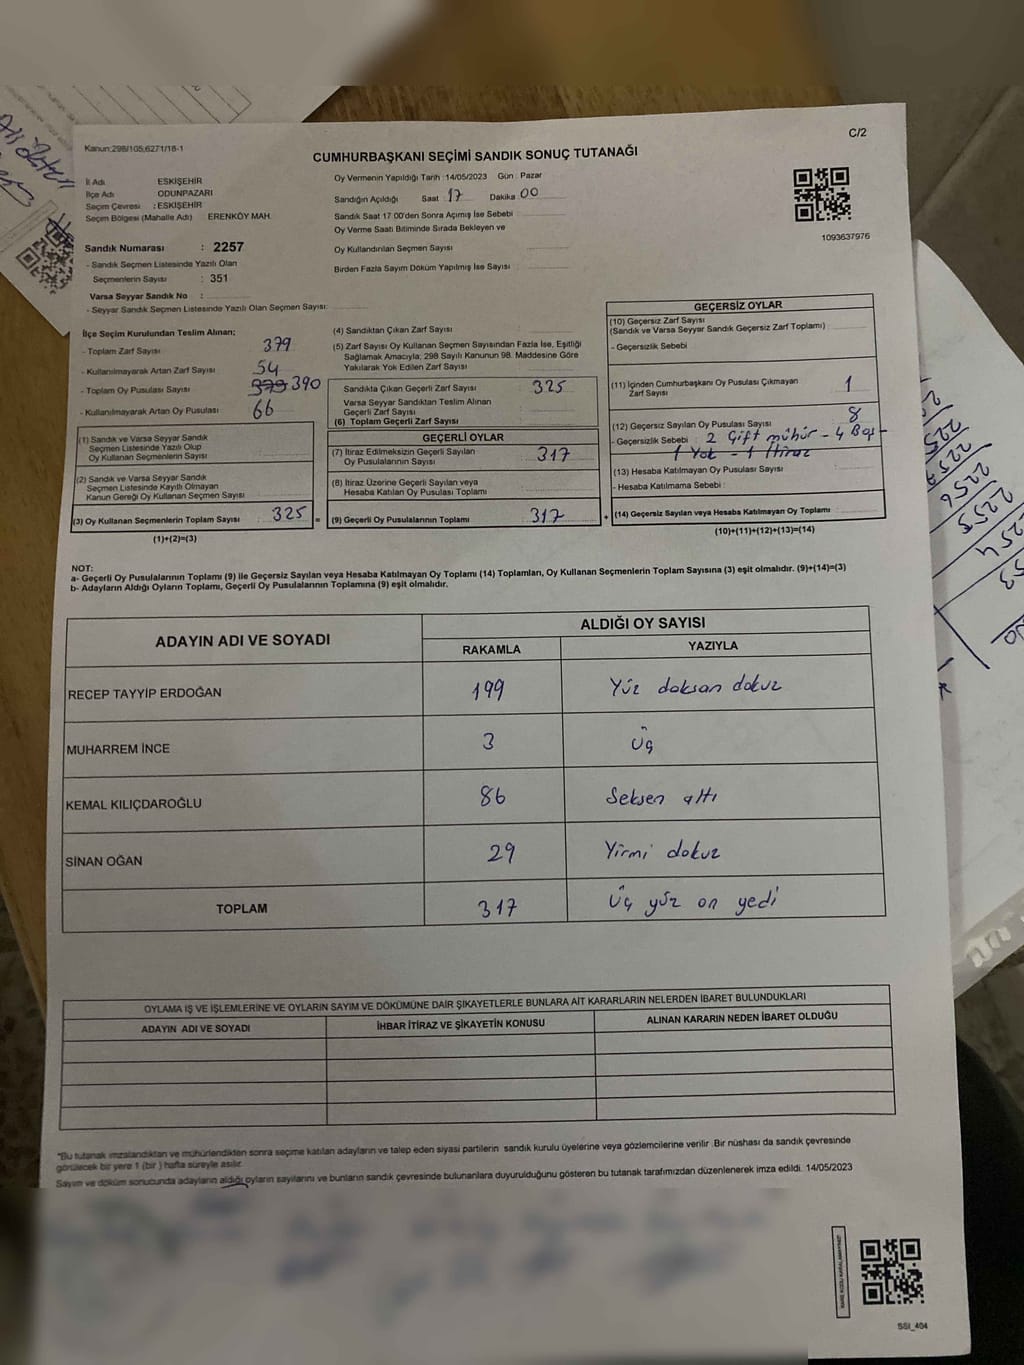 C/2
Kanun:298/105;6271/18-1
CUMHURBAŞKANI SEÇİMİ SANDIK SONUÇ TUTANAĞI
İl Adı ESKİŞEHİR
İlçe Adı ODUNPAZARI
Seçim Çevresi : ESKİŞEHİR
Seçim Bölgesi (Mahalle Adı) ERENKÖY MAH.
Sandık Numarası : 2257
- Sandık Seçmen Listesinde Yazılı Olan
Seçmenlerin Sayısı : 351
Varsa Seyyar Sandık No :
- Seyyar Sandık Seçmen Listesinde Yazılı Olan Seçmen Sayısı:
Oy Vermenin Yapıldığı Tarih :14/05/2023 Gün : Pazar
Sandığın Açıldığı Saat 17 Dakika 00
Sandık Saat 17 00'den Sonra Açılmış İse Sebebi
Oy Verme Saati Bitiminde Sırada Bekleyen ve
Oy Kullandırılan Seçmen Sayısı
Birden Fazla Sayım Döküm Yapılmış İse Sayısı
1093637976
İlçe Seçim Kurulundan Teslim Alınan;
- Toplam Zarf Sayısı 379
- Kullanılmayarak Artan Zarf Sayısı 54
- Toplam Oy Pusulası Sayısı 379 390
- Kullanılmayarak Artan Oy Pusulası 66
(1) Sandık ve Varsa Seyyar Sandık
Seçmen Listesinde Yazılı Olup
Oy Kullanan Seçmenlerin Sayısı
(2) Sandık ve Varsa Seyyar Sandık
Seçmen Listesinde Kayıtlı Olmayan
Kanun Gereği Oy Kullanan Seçmen Sayısı
(3) Oy Kullanan Seçmenlerin Toplam Sayısı 325 =
(1)+(2)=(3)
(4) Sandıktan Çıkan Zarf Sayısı
(5) Zarf Sayısı Oy Kullanan Seçmen Sayısından Fazla İse, Eşitliği
Sağlamak Amacıyla; 298 Sayılı Kanunun 98. Maddesine Göre
Yakılarak Yok Edilen Zarf Sayısı
Sandıkta Çıkan Geçerli Zarf Sayısı 325
Varsa Seyyar Sandıktan Teslim Alınan
Geçerli Zarf Sayısı
(6) Toplam Geçerli Zarf Sayısı
GEÇERLİ OYLAR
(7) İtiraz Edilmeksizin Geçerli Sayılan
Oy Pusulalarının Sayısı 317
(8) İtiraz Üzerine Geçerli Sayılan veya
Hesaba Katılan Oy Pusulası Toplamı
(9) Geçerli Oy Pusulalarının Toplamı 317 +
GEÇERSİZ OYLAR
(10) Geçersiz Zarf Sayısı
(Sandık ve Varsa Seyyar Sandık Geçersiz Zarf Toplamı)
- Geçersizlik Sebebi
(11) İçinden Cumhurbaşkanı Oy Pusulası Çıkmayan
Zarf Sayısı 1
(12) Geçersiz Sayılan Oy Pusulası Sayısı 8
- Geçersizlik Sebebi : 2 Çift mühür - 4 Boş -
1 Yok - 1 İtiraz
(13) Hesaba Katılmayan Oy Pusulası Sayısı
- Hesaba Katılmama Sebebi :
(14) Geçersiz Sayılan veya Hesaba Katılmayan Oy Toplamı
(10)+(11)+(12)+(13)=(14)
NOT:
a- Geçerli Oy Pusulalarının Toplamı (9) ile Geçersiz Sayılan veya Hesaba Katılmayan Oy Toplamı (14) Toplamları, Oy Kullanan Seçmenlerin Toplam Sayısına (3) eşit olmalıdır. (9)+(14)=(3)
b- Adayların Aldığı Oyların Toplamı, Geçerli Oy Pusulalarının Toplamına (9) eşit olmalıdır.
ADAYIN ADI VE SOYADI ALDIĞI OY SAYISI
RAKAMLA YAZIYLA
RECEP TAYYİP ERDOĞAN 199 Yüz doksan dokuz
MUHARREM İNCE 3 Üç
KEMAL KILIÇDAROĞLU 86 Seksen altı
SİNAN OĞAN 29 Yirmi dokuz
TOPLAM 317 Üç yüz on yedi
OYLAMA İŞ VE İŞLEMLERİNE VE OYLARIN SAYIM VE DÖKÜMÜNE DAİR ŞİKAYETLERLE BUNLARA AİT KARARLARIN NELERDEN İBARET BULUNDUKLARI
ADAYIN ADI VE SOYADI İHBAR İTİRAZ VE ŞİKAYETİN KONUSU ALINAN KARARIN NEDEN İBARET OLDUĞU
*Bu tutanak imzalandıktan ve mühürlendikten sonra seçime katılan adayların ve talep eden siyasi partilerin sandık kurulu üyelerine veya gözlemcilerine verilir. Bir nüshası da sandık çevresinde
görülecek bir yere 1 (bir ) hafta süreyle asılır.
Sayım ve döküm sonucunda adayların aldığı oyların sayılarını ve bunların sandık çevresinde bulunanlara duyurulduğunu gösteren bu tutanak tarafımızdan düzenlenerek imza edildi. 14/05/2023
SSI_404
2257
2256
2255